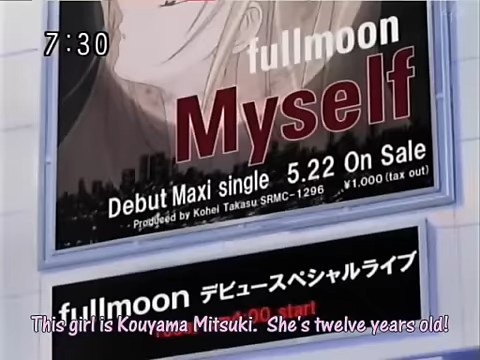 7:30
fullmoon
Myself
Debut Maxi single 5.22 On Sale
Produced by Kohei Takasu SRMC-1296 ¥1,000 (tax out)
fullmoon デビュースペシャルライブ
:00 start
This girl is Kouyama Mitsuki. She's twelve years old!